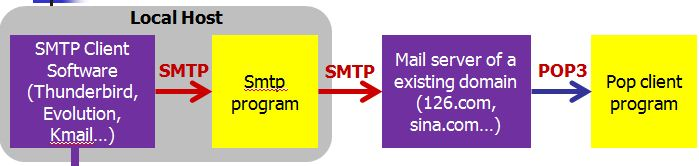 Local Host
SMTP Client
Software
(Thunderbird,
Evolution,
Kmail...)
SMTP
Smtp
program
SMTP
Mail server of a
existing domain
(126.com,
sina.com...)
POP3
Pop client
program